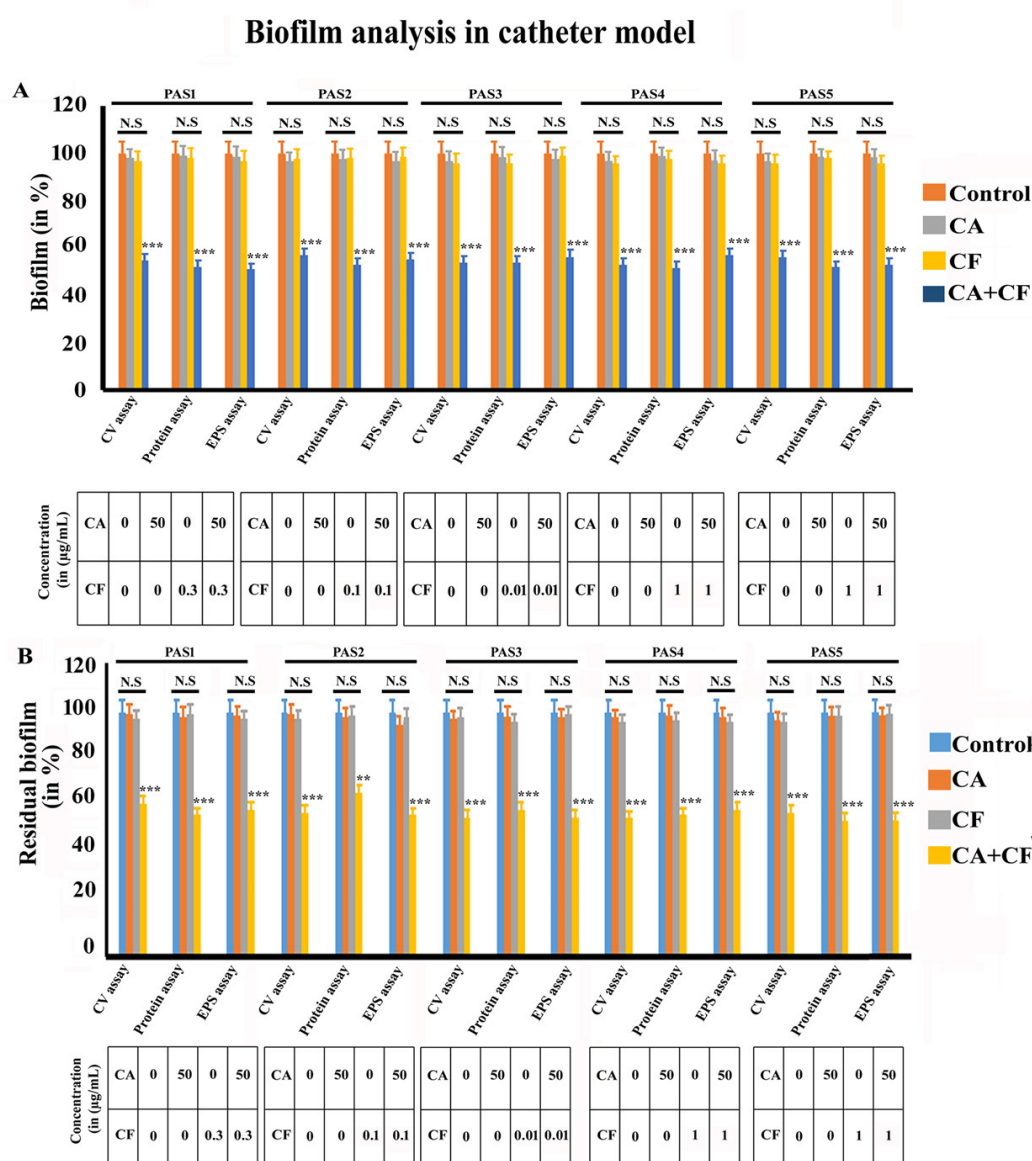 Biofilm analysis in catheter model
A
PAS1 PAS2 PAS3 PAS4 PAS5
N.S N.S N.S N.S N.S N.S N.S N.S N.S N.S N.S N.S N.S N.S N.S
120
100
80
60
40
20
0
Biofilm (in %)
*** *** *** *** *** *** *** *** *** *** *** *** *** *** ***
Control
CA
CF
CA+CF
CV assay Protein assay EPS assay CV assay Protein assay EPS assay CV assay Protein assay EPS assay CV assay Protein assay EPS assay CV assay Protein assay EPS assay
Concentration
(in (µg/mL)
CA 0 50 0 50 CA 0 50 0 50 CA 0 50 0 50 CA 0 50 0 50 CA 0 50 0 50
CF 0 0 0.3 0.3 CF 0 0 0.1 0.1 CF 0 0 0.01 0.01 CF 0 0 1 1 CF 0 0 1 1
B
PAS1 PAS2 PAS3 PAS4 PAS5
N.S N.S N.S N.S N.S N.S N.S N.S N.S N.S N.S N.S N.S N.S N.S
120
100
80
60
40
20
0
Residual biofilm
(in %)
*** *** *** *** ** *** *** *** *** *** *** *** *** *** ***
Control
CA
CF
CA+CF
CV assay Protein assay EPS assay CV assay Protein assay EPS assay CV assay Protein assay EPS assay CV assay Protein assay EPS assay CV assay Protein assay EPS assay
Concentration
(in (µg/mL)
CA 0 50 0 50 CA 0 50 0 50 CA 0 50 0 50 CA 0 50 0 50 CA 0 50 0 50
CF 0 0 0.3 0.3 CF 0 0 0.1 0.1 CF 0 0 0.01 0.01 CF 0 0 1 1 CF 0 0 1 1